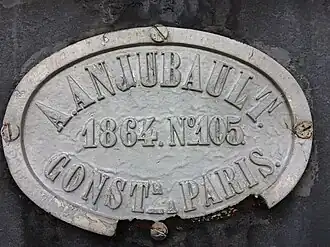 A. ANJUBAULT.
1864. No. 105.
CONSTR A PARIS.